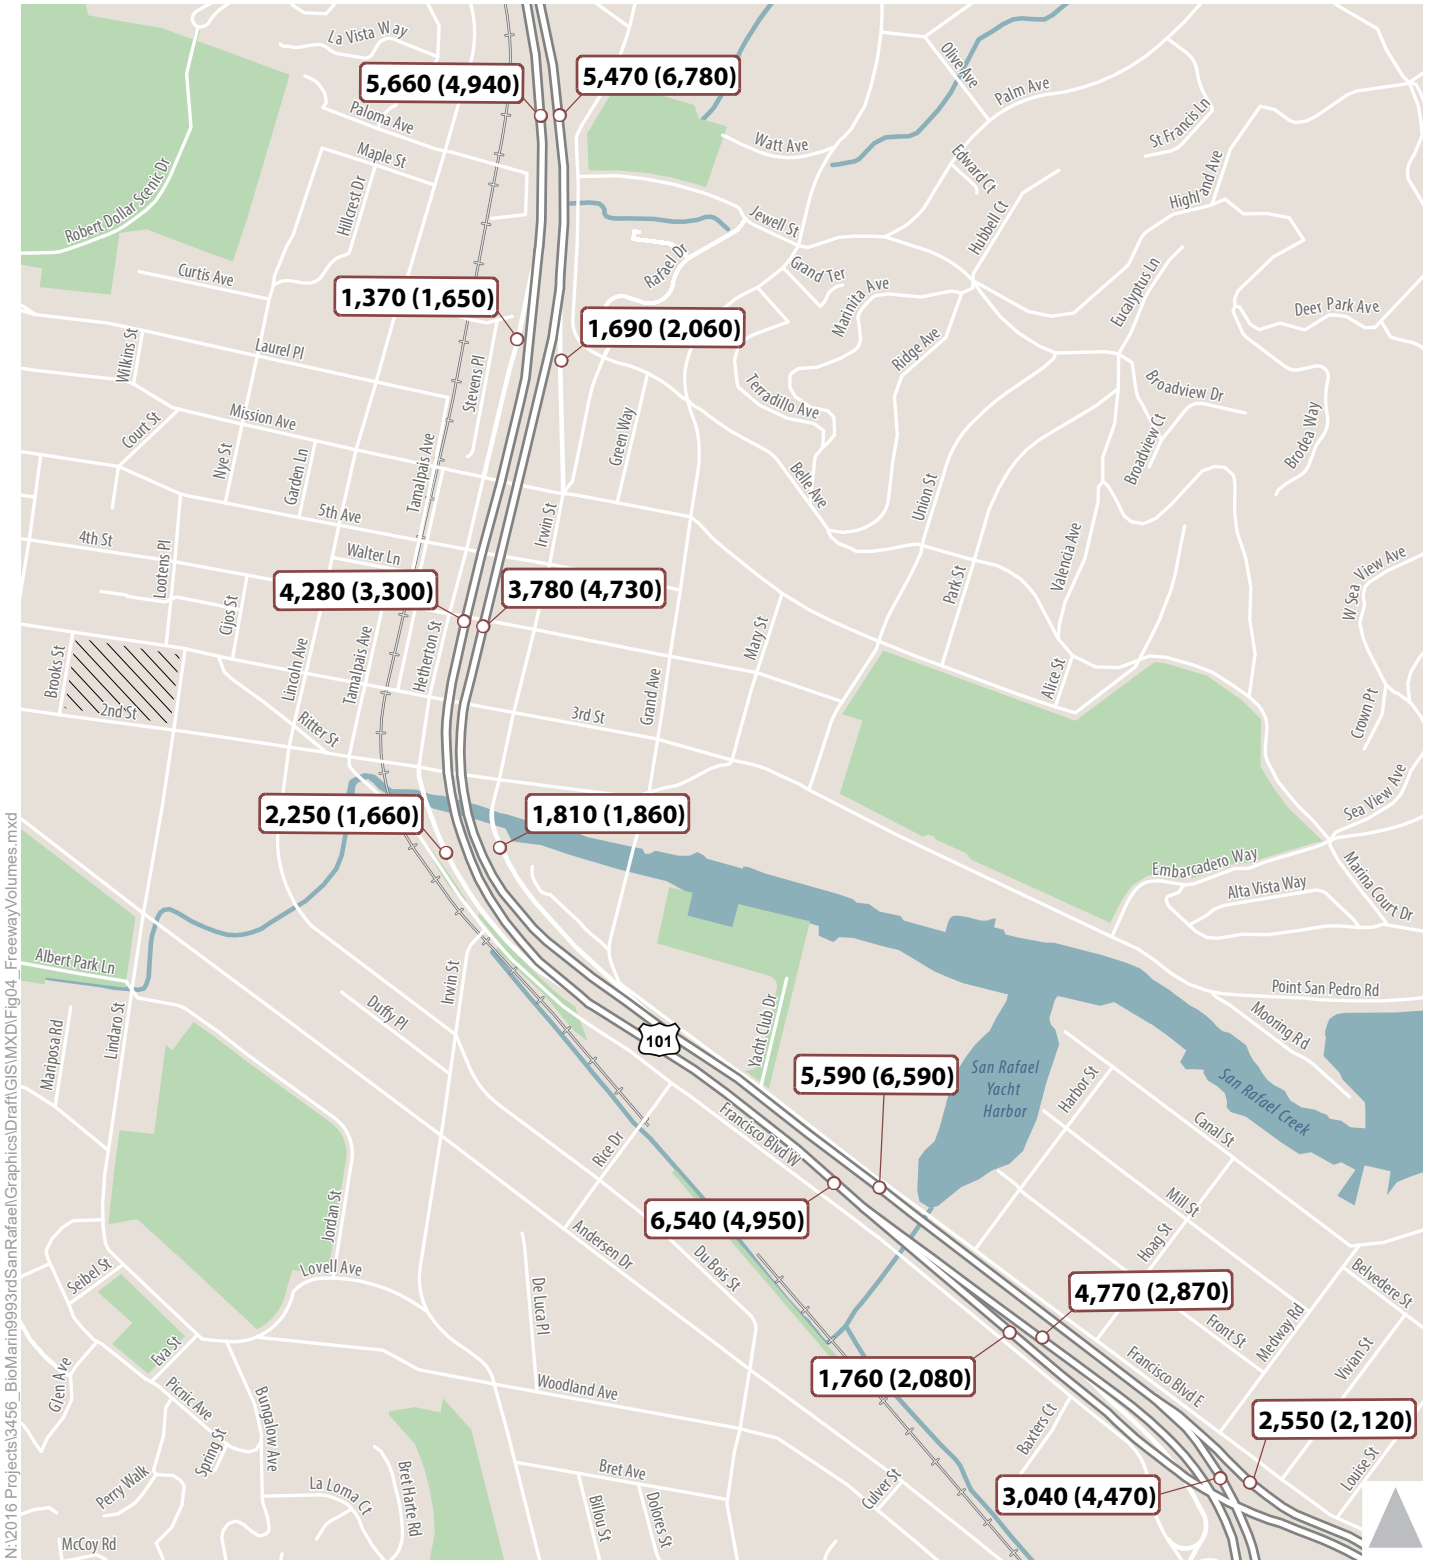 La Vista Way
5,660 (4,940)
5,470 (6,780)
Olive Ave
Palm Ave
Paloma Ave
St Francis Ln
Watt Ave
Maple St
Edward Ct
Robert Dollar Scenic Dr
Hillcrest Dr
Highland Ave
Jewell St
Hubbell Ct
Rafael Dr
Curtis Ave
Grand Ter
Marinita Ave
Eucalyptus Ln
1,370 (1,650)
Deer Park Ave
1,690 (2,060)
Wilkins St
Laurel Pl
Ridge Ave
Stevens Pl
Terradillo Ave
Broadview Dr
Mission Ave
Court St
Green Way
Broadview Ct
Brodea Way
Nye St
Garden Ln
Tamalpais Ave
Belle Ave
Union St
5th Ave
Irwin St
4th St
Walter Ln
Lootens Pl
Valencia Ave
View Ave
W Sea
Park St
4,280 (3,300)
3,780 (4,730)
Cijos St
Mary St
Hetherton St
Brooks St
Lincoln Ave
Tamalpais Ave
Grand Ave
Alice St
2nd St
Ritter St
3rd St
Crown Pt
Sea View Ave
2,250 (1,660)
1,810 (1,860)
Embarcadero Way
Alta Vista Way
Marina Court Dr
Albert Park Ln
Irwin St
Point San Pedro Rd
Duffy Pl
Mooring Rd
Lindaro St
Mariposa Rd
Yacht Club Dr
101
5,590 (6,590)
San Rafael
Yacht
Harbor
Harbor St
San Rafael Creek
Canal St
Francisco Blvd W
Rice Dr
Mill St
Jordan St
6,540 (4,950)
Hoag St
Andersen Dr
Du Bois St
Seibel St
Lovell Ave
Belvedere St
4,770 (2,870)
De Luca Pl
Front St
Medway Rd
Eva St
Vivian St
1,760 (2,080)
Francisco Blvd E
Glen Ave
Picnic Ave
Woodland Ave
Bungalow Ave
Baxters Ct
2,550 (2,120)
Spring St
Bret Ave
Louise St
Perry Walk
La Loma Ct
Bret Harte Rd
Culver St
3,040 (4,470)
Billou St
Dolores St
McCoy Rd
N:\2016 Projects\3456_BioMarin9993rdSanRafael\Graphics\Draft\GIS\MXD\Fig04_FreewayVolumes.mxd